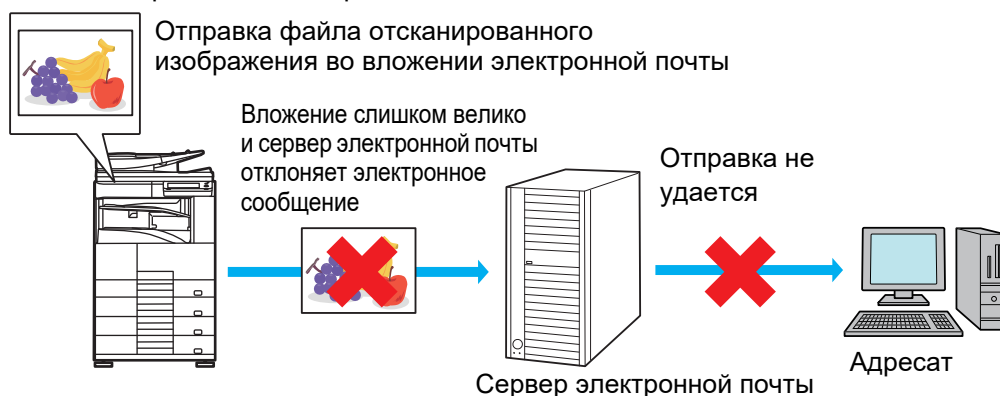 Отправка файла отсканированного
изображения во вложении электронной почты
Вложение слишком велико
и сервер электронной почты
отклоняет электронное
сообщение
Отправка не
удается
Адресат
Сервер электронной почты